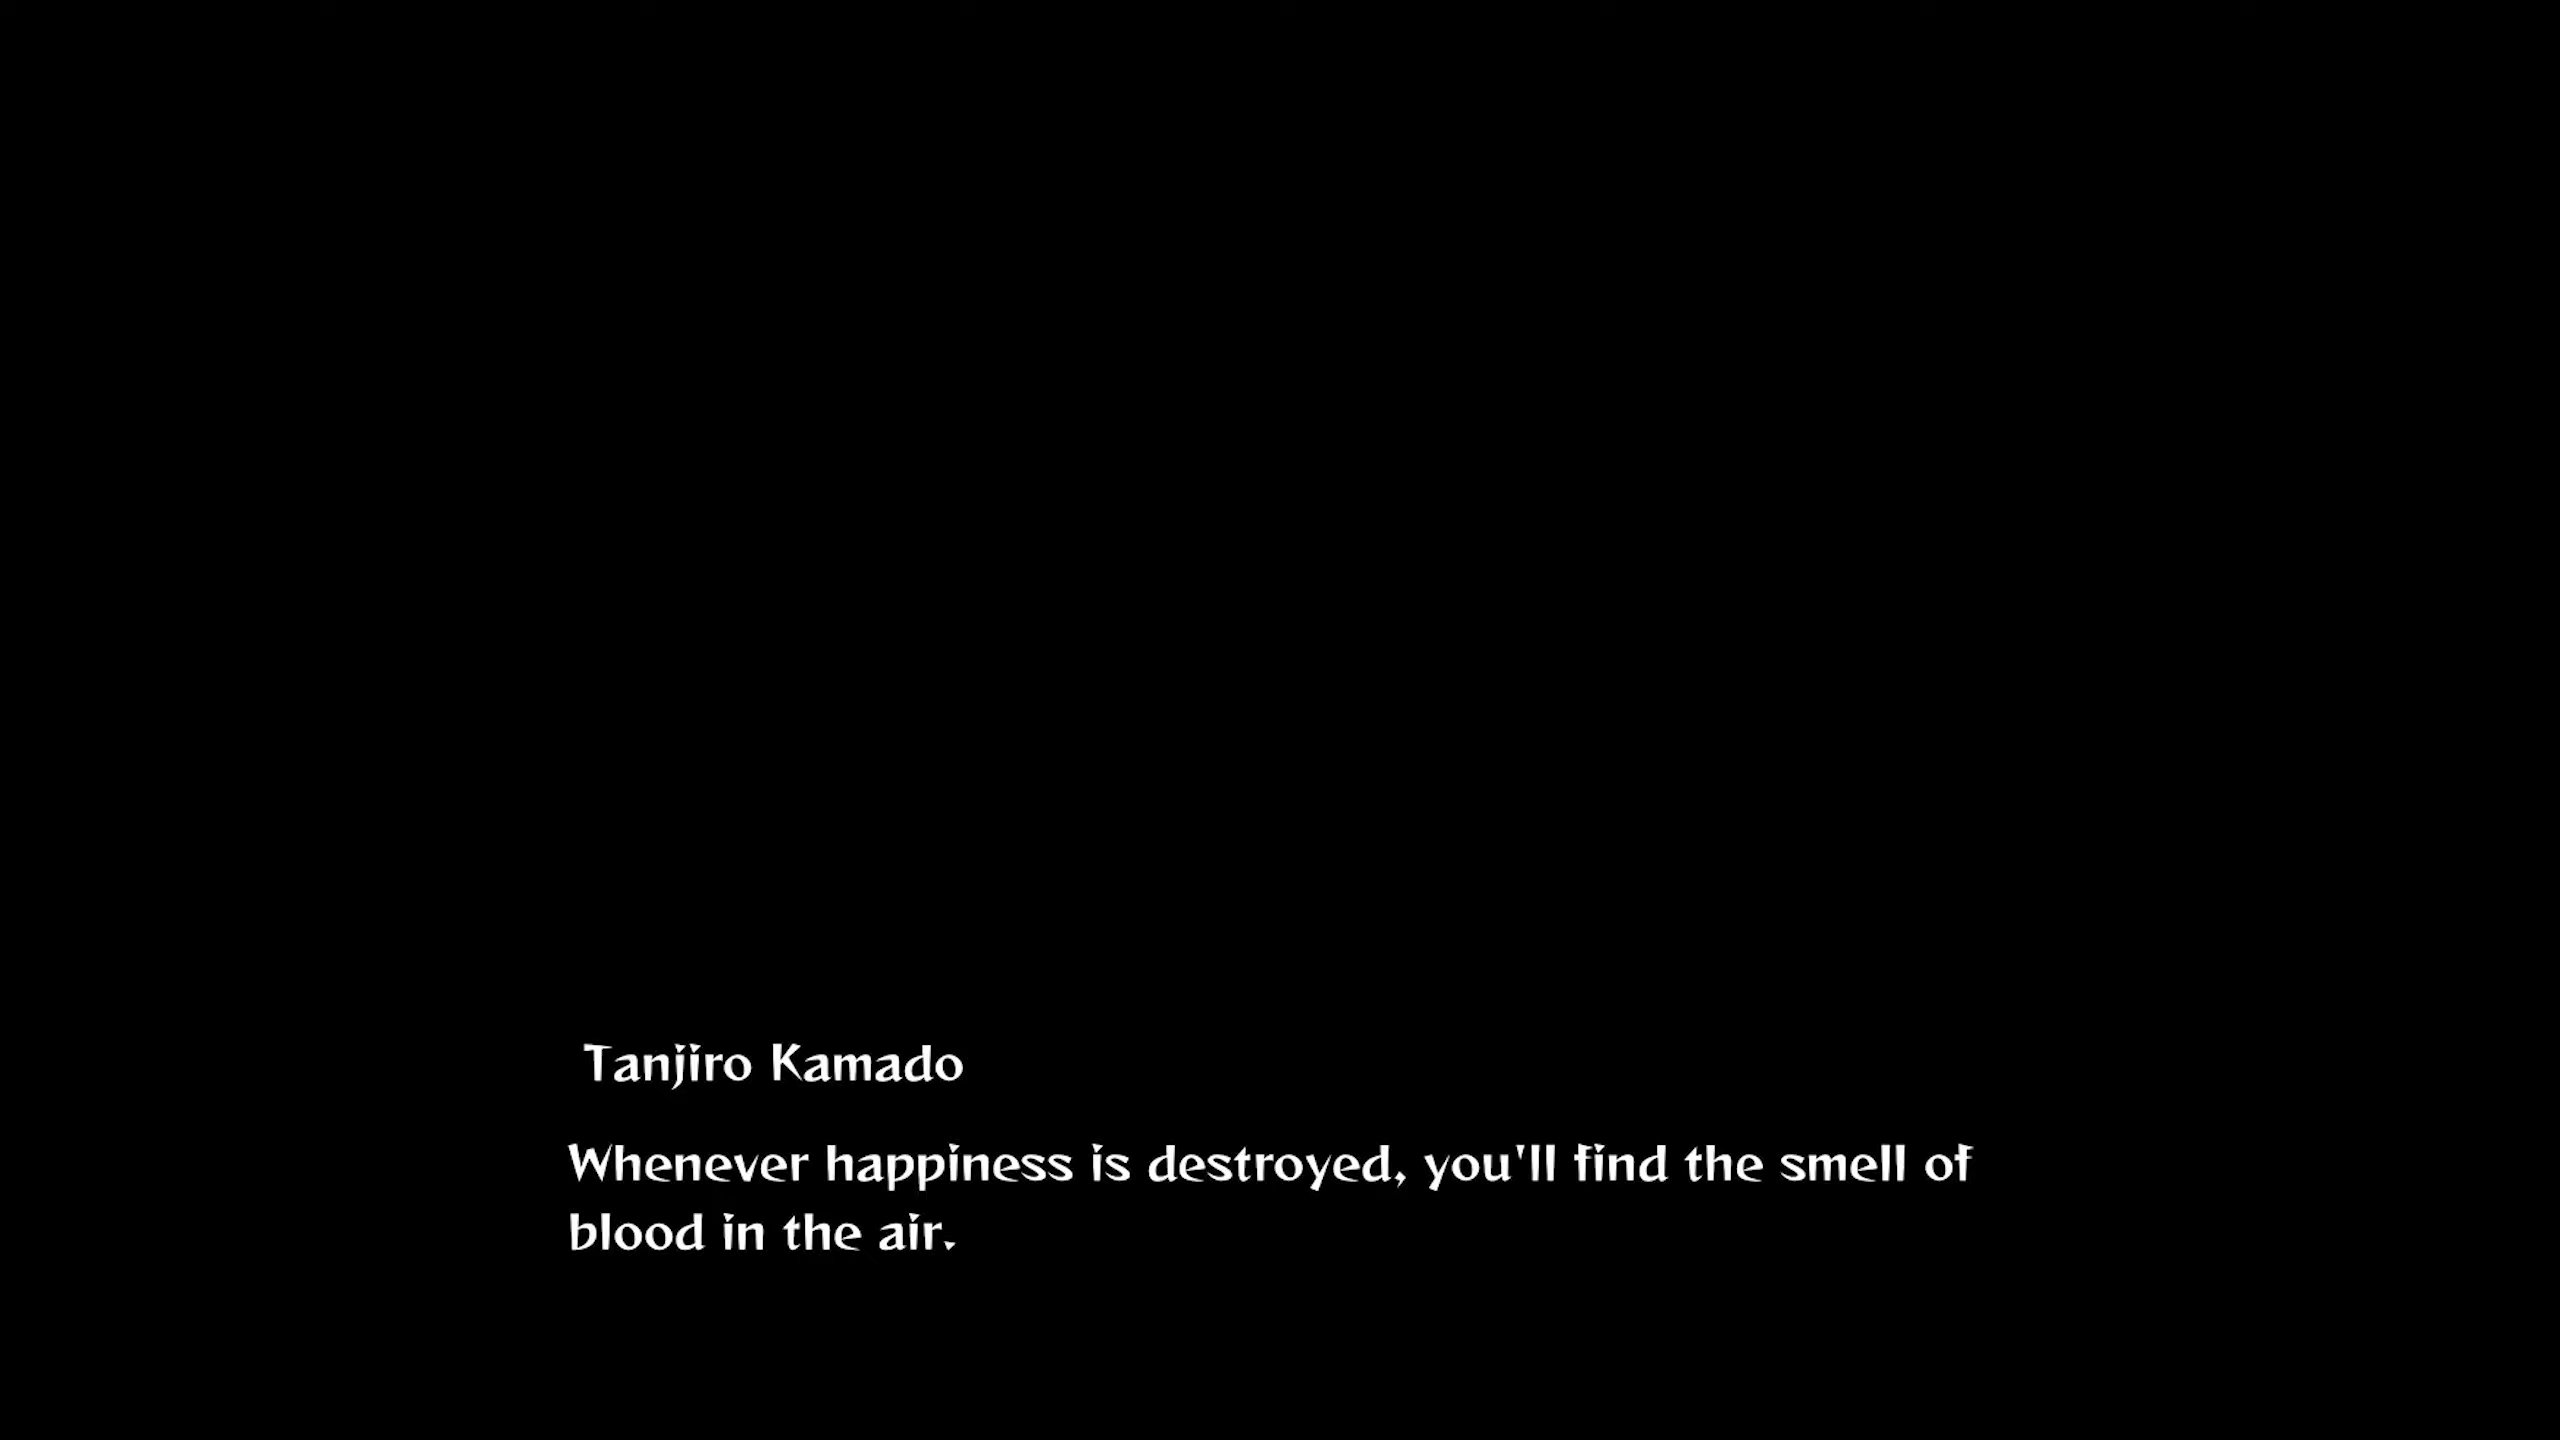 Tanjiro Kamado
Whenever happiness is destroyed, you'll find the smell of
blood in the air.